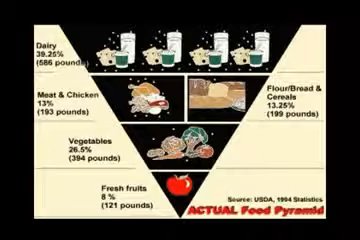 Dairy
39.25%
(586 pounds)
Meat & Chicken
13%
(193 pounds)
Flour/Bread &
Cereals
13.25%
(199 pounds)
Vegetables
26.5%
(394 pounds)
Fresh fruits
8 %
(121 pounds)
Source: USDA, 1994 Statistics
ACTUAL Food Pyramid